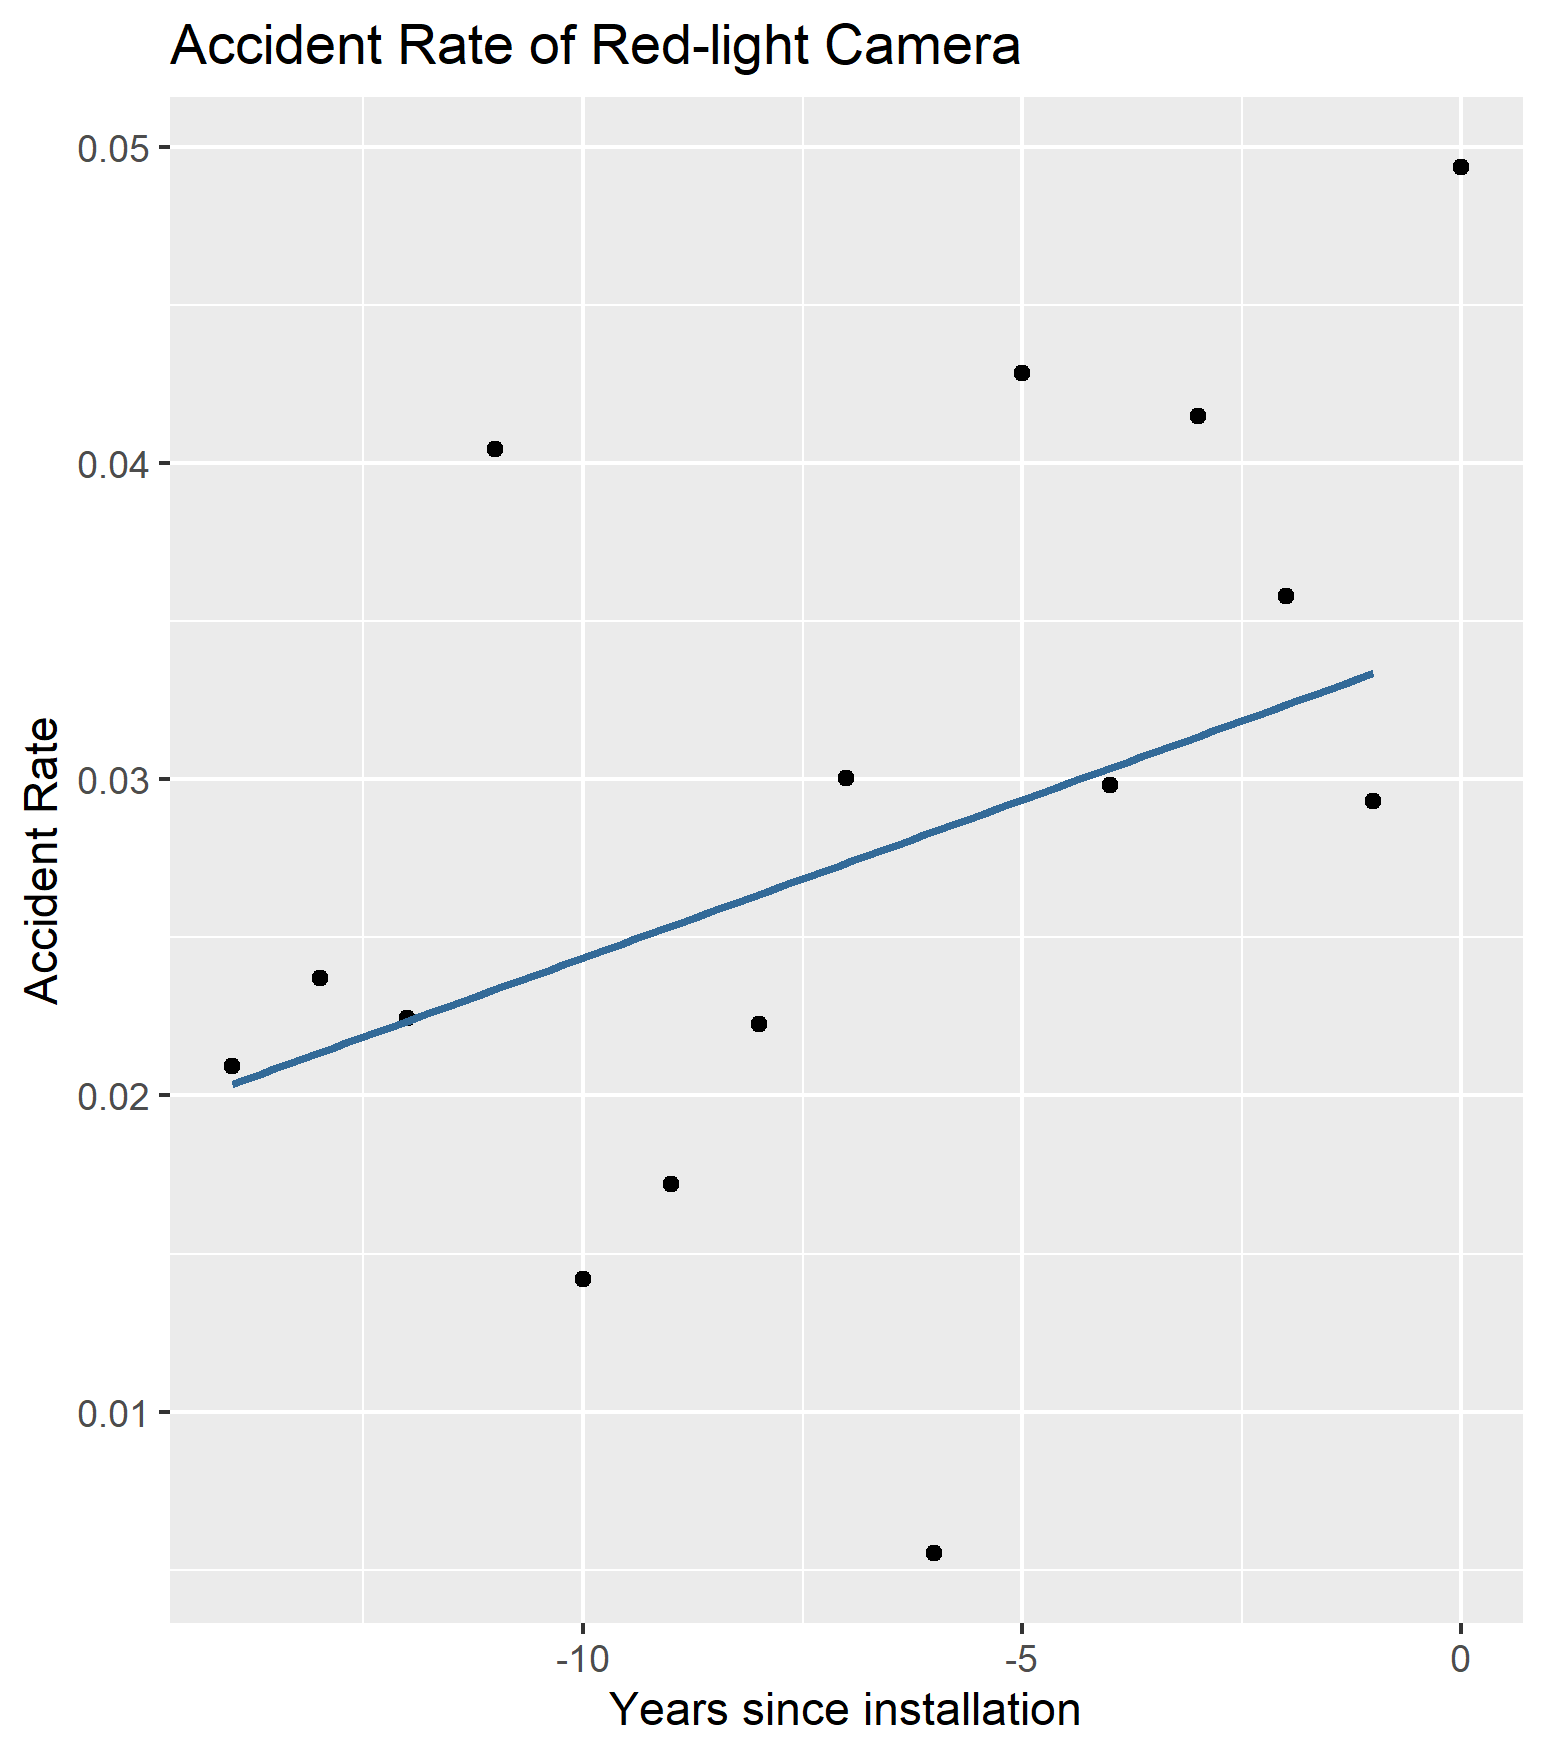 Accident Rate of Red-light Camera
0.05
0.04
0.03
0.02
0.01
Accident Rate
-10
-5
0
Years since installation